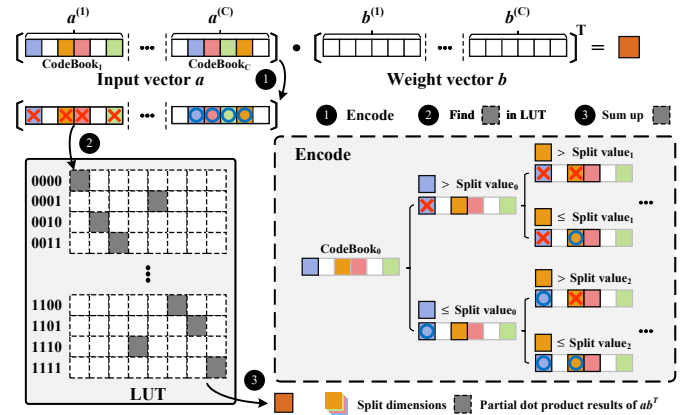 a(1) a(C) b(1) b(C)
T
• =
CodeBook1 CodeBookC
Input vector a Weight vector b
1
1 Encode 2 Find in LUT 3 Sum up
2
Encode
> Split value1
> Split value0
0000
0001
0010
0011
≤ Split value1
CodeBook0
> Split value2
≤ Split value0
1100
1101
1110
1111
≤ Split value2
LUT
3
Split dimensions Partial dot product results of abT